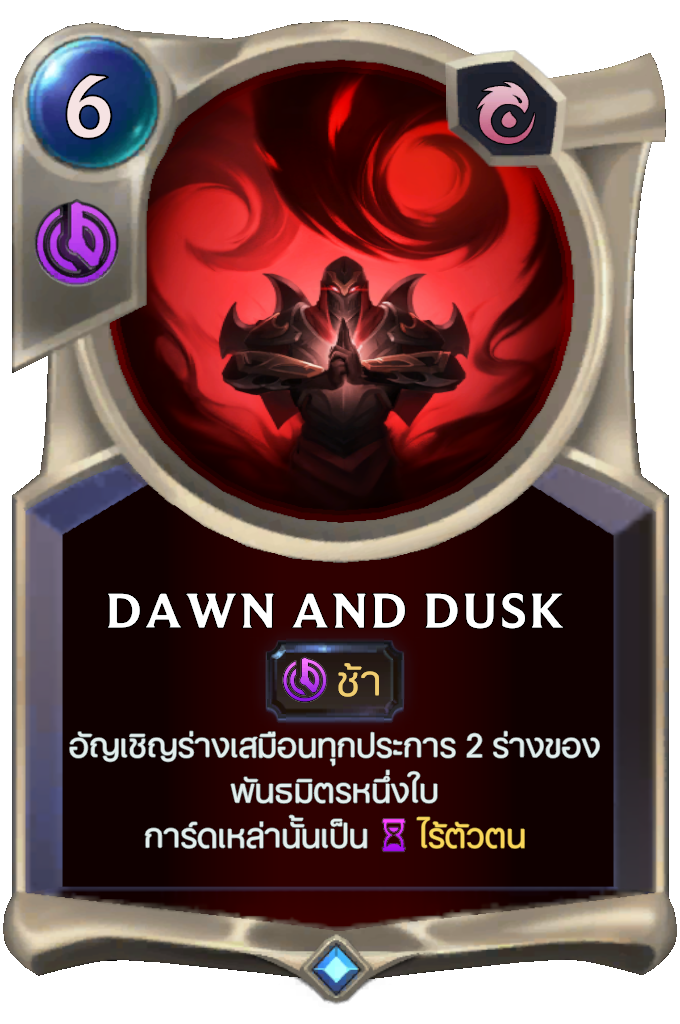 6
DAWN AND DUSK
ช้า
อัญเชิญร่างเสมือนทุกประการ 2 ร่างของ
พันธมิตรหนึ่งใบ
การ์ดเหล่านั้นเป็น ไร้ตัวตน